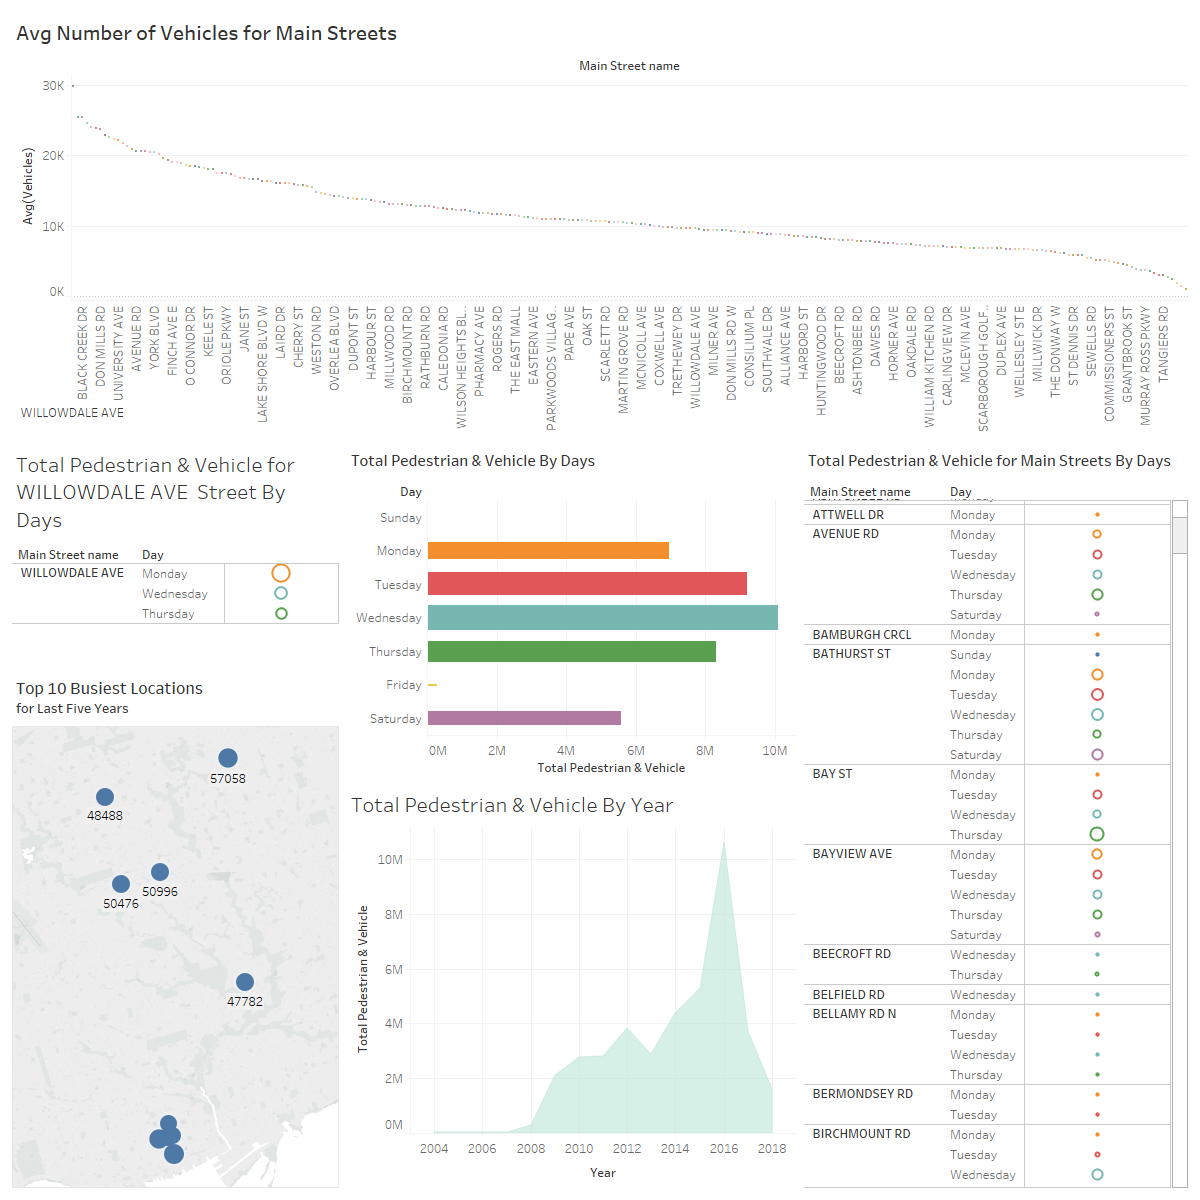 Avg Number of Vehicles for Main Streets
Main Street name
Avg(Vehicles)
30K
20K
10K
0K
BLACK CREEK DR
DON MILLS RD
UNIVERSITY AVE
AVENUE RD
YORK BLVD
FINCH AVE E
O CONNOR DR
KEELE ST
ORIOLE PKWY
JANE ST
LAKE SHORE BLVD W
LAIRD DR
CHERRY ST
WESTON RD
OVERLEA BLVD
DUPONT ST
HARBOUR ST
MILLWOOD RD
BIRCHMOUNT RD
RATHBURN RD
CALEDONIA RD
WILSON HEIGHTS BL..
PHARMACY AVE
ROGERS RD
THE EAST MALL
EASTERN AVE
PARKWOODS VILLAG..
PAPE AVE
OAK ST
SCARLETT RD
MARTIN GROVE RD
MCNICOLL AVE
COXWELL AVE
TRETHEWEY DR
WILLOWDALE AVE
MILNER AVE
DON MILLS RD W
CONSILIUM PL
SOUTHVALE DR
ALLIANCE AVE
HARBORD ST
HUNTINGWOOD DR
BEECROFT RD
ASHTONBEE RD
DAWES RD
HORNER AVE
OAKDALE RD
WILLIAM KITCHEN RD
CARLINGVIEW DR
MCLEVIN AVE
SCARBOROUGH GOLF ..
DUPLEX AVE
WELLESLEY ST E
MILLWICK DR
THE DONWAY W
ST DENNIS DR
SEWELLS RD
COMMISSIONERS ST
GRANTBROOK ST
MURRAY ROSS PKWY
TANGIERS RD
WILLOWDALE AVE
Total Pedestrian & Vehicle for
WILLOWDALE AVE Street By
Days
Main Street name Day
WILLOWDALE AVE Monday
Wednesday
Thursday
Top 10 Busiest Locations
for Last Five Years
57058
48488
50996
50476
47782
Total Pedestrian & Vehicle By Days
Day
Sunday
Monday
Tuesday
Wednesday
Thursday
Friday
Saturday
0M 2M 4M 6M 8M 10M
Total Pedestrian & Vehicle
Total Pedestrian & Vehicle By Year
Total Pedestrian & Vehicle
10M
8M
6M
4M
2M
0M
2004 2006 2008 2010 2012 2014 2016 2018
Year
Total Pedestrian & Vehicle for Main Streets By Days
Main Street name Day
ATTWELL DR Monday
AVENUE RD Monday
Tuesday
Wednesday
Thursday
Saturday
BAMBURGH CRCL Monday
BATHURST ST Sunday
Monday
Tuesday
Wednesday
Thursday
Saturday
BAY ST Monday
Tuesday
Wednesday
Thursday
BAYVIEW AVE Monday
Tuesday
Wednesday
Thursday
Saturday
BEECROFT RD Wednesday
Thursday
BELFIELD RD Wednesday
BELLAMY RD N Monday
Tuesday
Wednesday
Thursday
BERMONDSEY RD Monday
Tuesday
BIRCHMOUNT RD Monday
Tuesday
Wednesday